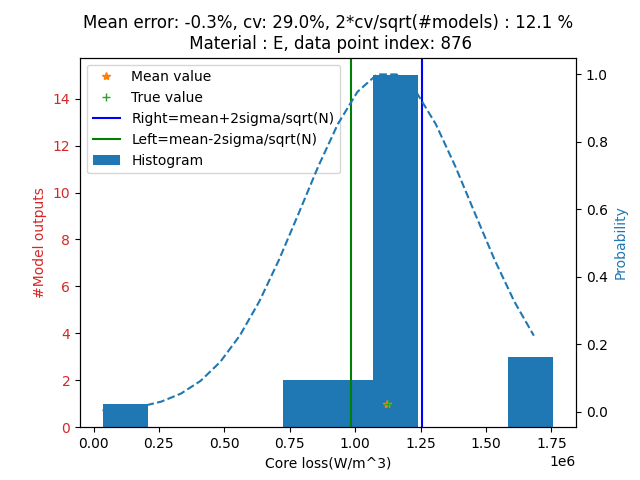 Mean error: -0.3%, cv: 29.0%, 2*cv/sqrt(#models) : 12.1 %
Material : E, data point index: 876
Mean value
True value
Right=mean+2sigma/sqrt(N)
Left=mean-2sigma/sqrt(N)
Histogram
#Model outputs
14
12
10
8
6
4
2
0
Probability
1.0
0.8
0.6
0.4
0.2
0.0
0.00 0.25 0.50 0.75 1.00 1.25 1.50 1.75
1e6
Core loss(W/m^3)